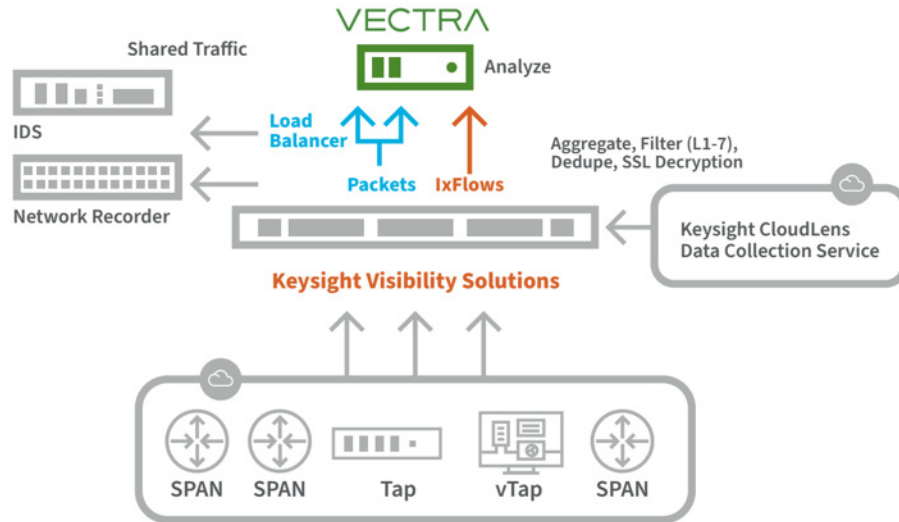 VECTRA
Shared Traffic
Analyze
IDS
Load
Balancer
Aggregate, Filter (L1-7),
Dedupe, SSL Decryption
Packets
IxFlows
Network Recorder
Keysight CloudLens
Data Collection Service
Keysight Visibility Solutions
SPAN
SPAN
Tap
vTap
SPAN